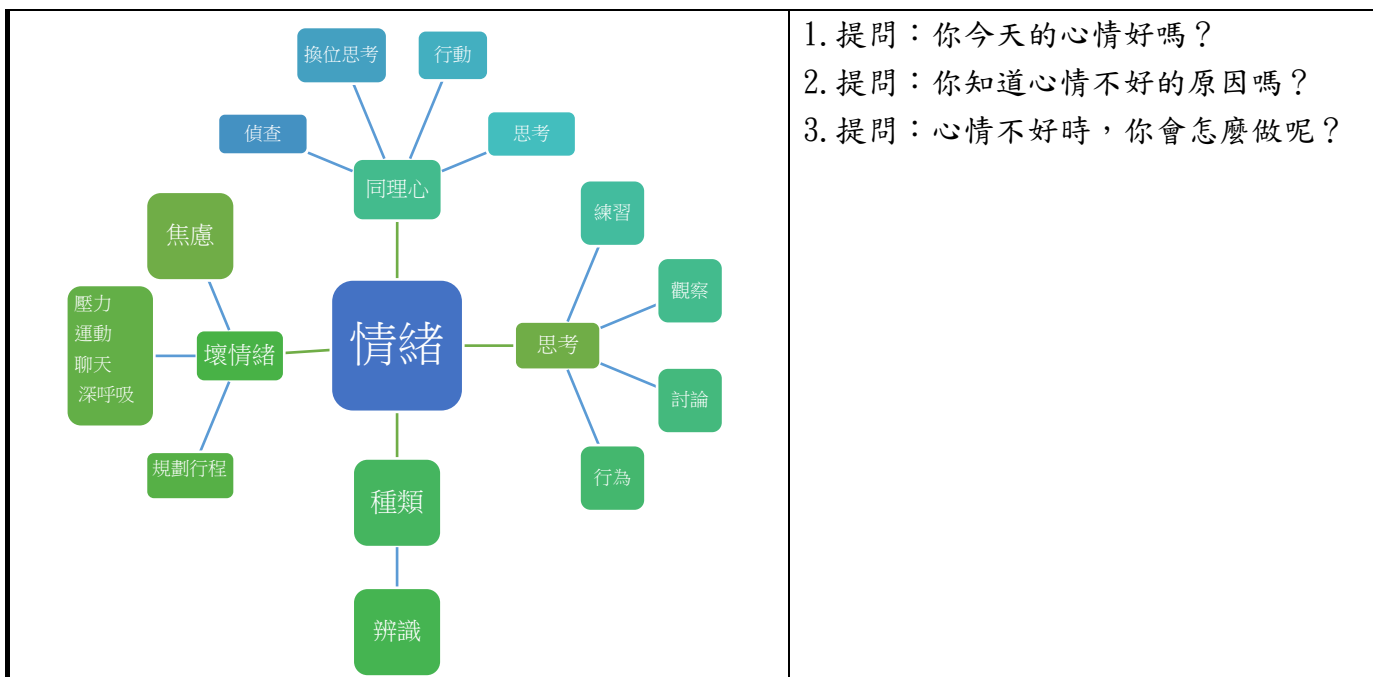 換位思考
行動
偵查
思考
同理心
焦慮
練習
觀察
壓力
運動
聊天
深呼吸
壞情緒
情緒
思考
討論
規劃行程
種類
行為
辨識
1.提問：你今天的心情好嗎？
2.提問：你知道心情不好的原因嗎？
3.提問：心情不好時，你會怎麼做呢？